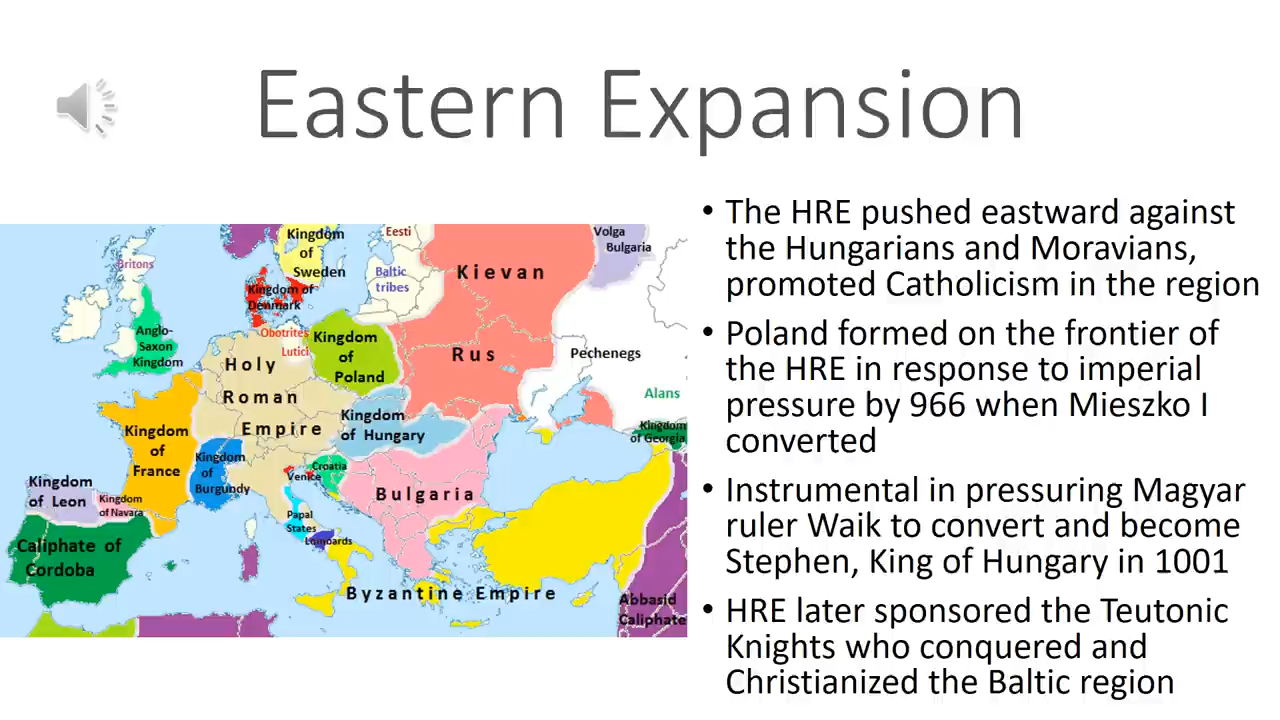 Eastern Expansion
• The HRE pushed eastward against
the Hungarians and Moravians,
promoted Catholicism in the region
• Poland formed on the frontier of
the HRE in response to imperial
pressure by 966 when Mieszko I
converted
• Instrumental in pressuring Magyar
ruler Waik to convert and become
Stephen, King of Hungary in 1001
• HRE later sponsored the Teutonic
Knights who conquered and
Christianized the Baltic region
Kingdom
of
Sweden
Eesti
Volga
Bulgaria
Britons
Baltic
tribes
Kievan
Rus
Kingdom of
Denmark
Obotrites
Lutici
Kingdom
of
Poland
Anglo-
Saxon
Kingdom
Holy
Roman
Empire
Pechenegs
Alans
Kingdom
of Georgia
Kingdom
of Hungary
Kingdom
of
France
Kingdom
of
Burgundy
Croatia
Venice
Bulgaria
Kingdom
of Leon
Kingdom
of Navara
Papal
States
Lombards
Caliphate of
Cordoba
Byzantine Empire
Abbasid
Caliphate